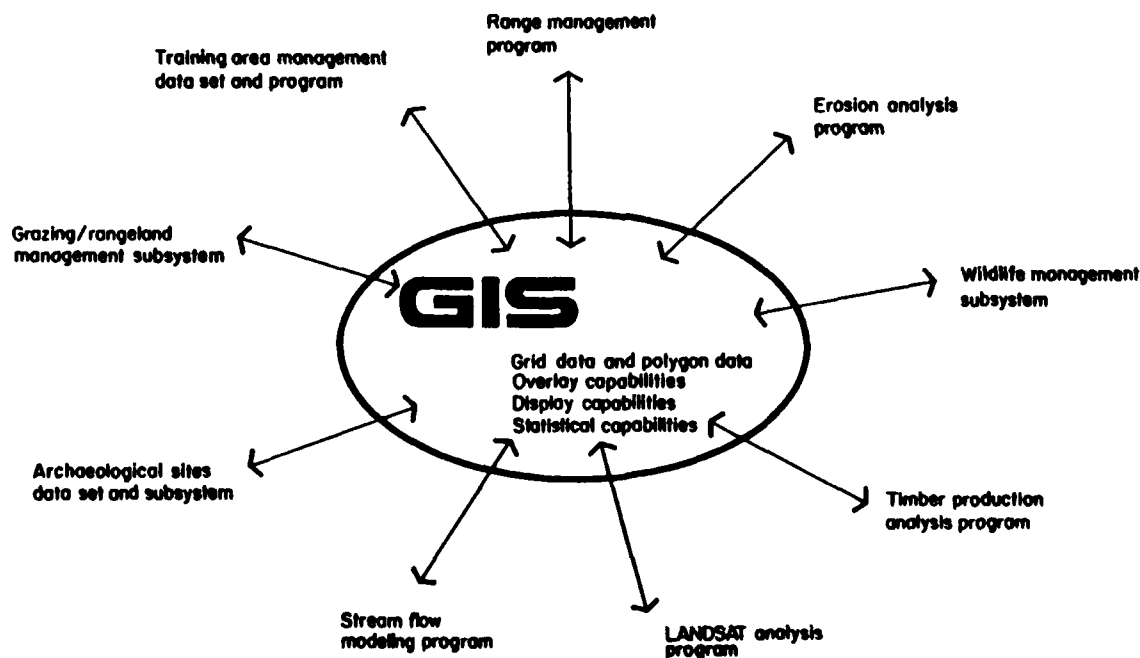 Range management
program
Training area management
data set and program
Erosion analysis
program
Grazing/rangeland
management subsystem
GIS
Wildlife management
subsystem
Grid data and polygon data
Overlay capabilities
Display capabilities
Statistical capabilities
Archaeological sites
data set and subsystem
Timber production
analysis program
Stream flow
modeling program
LANDSAT analysis
program